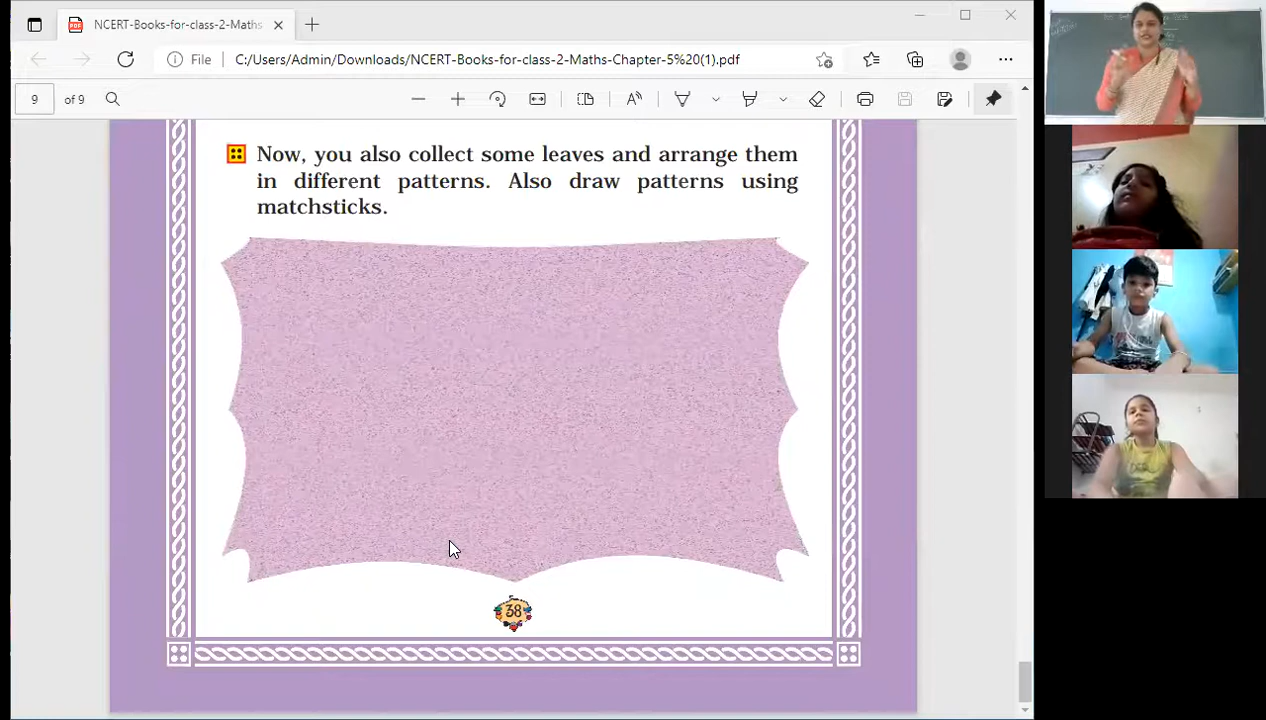 NCERT-Books-for-class-2-Maths
File
C:/Users/Admin/Downloads/NCERT-Books-for-class-2-Maths-Chapter-5%20(1).pdf
9 of 9
Now, you also collect some leaves and arrange them
in different patterns. Also draw patterns using
matchsticks.
38